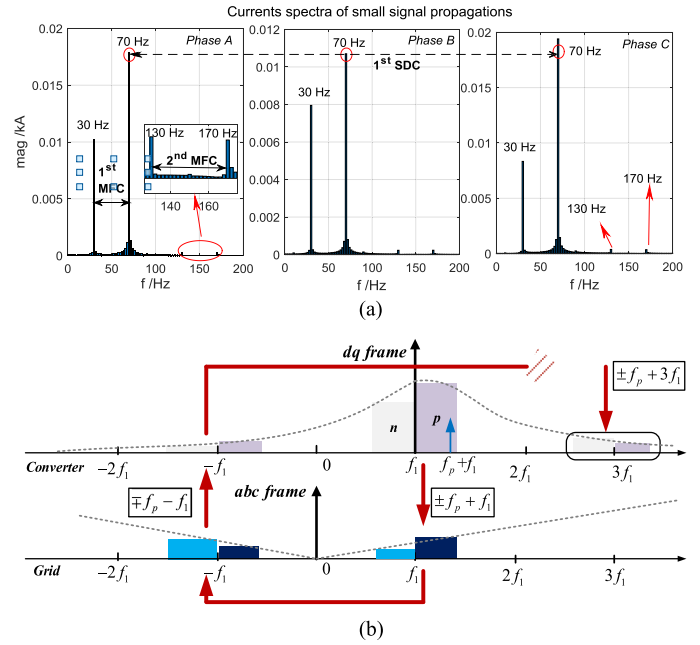 Currents spectra of small signal propagations
Phase A
Phase B
Phase C
mag /kA
0.02
0.015
0.01
0.005
0
70 Hz
30 Hz
1st
MFC
130 Hz
170 Hz
2nd MFC
140
160
0
50
100
150
200
f /Hz
0.012
0.01
0.008
0.006
0.004
0.002
0
70 Hz
1st SDC
30 Hz
0
50
100
150
200
f /Hz
0.02
0.015
0.01
0.005
0
70 Hz
30 Hz
130 Hz
170 Hz
0
50
100
150
200
f /Hz
(a)
dq frame
±fp + 3f1
n
p
Converter
−2f1
−f1
0
f1
fp+f1
2f1
3f1
∓fp − f1
abc frame
±fp + f1
Grid
−2f1
−f1
0
f1
2f1
3f1
(b)